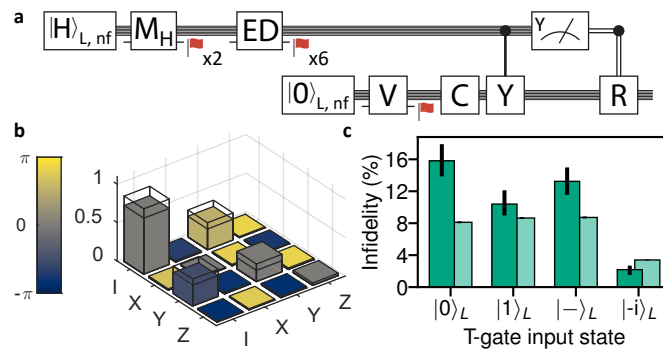 a
|H⟩L, nf
MH
x2
ED
x6
Y
|0⟩L, nf
V
C
Y
R
b
π
0
-π
1
0.5
0
I
X
Y
Z
I
X
Y
Z
c
Infidelity (%)
16
12
8
4
0
|0⟩L
|1⟩L
|−⟩L
|-i⟩L
T-gate input state